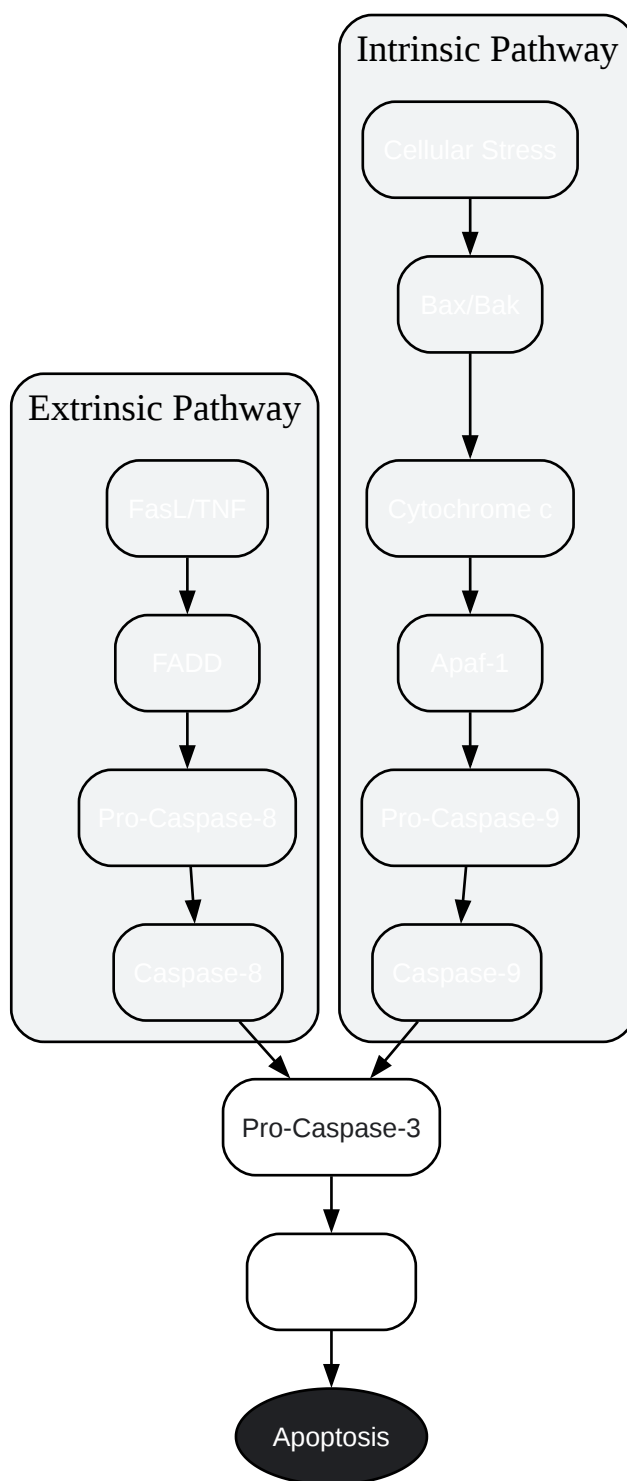 Intrinsic Pathway
Cellular Stress
Bax/Bak
Extrinsic Pathway
FasL/TNF
Cytochrome c
FADD
Apaf-1
Pro-Caspase-8
Pro-Caspase-9
Caspase-8
Caspase-9
Pro-Caspase-3
Apoptosis